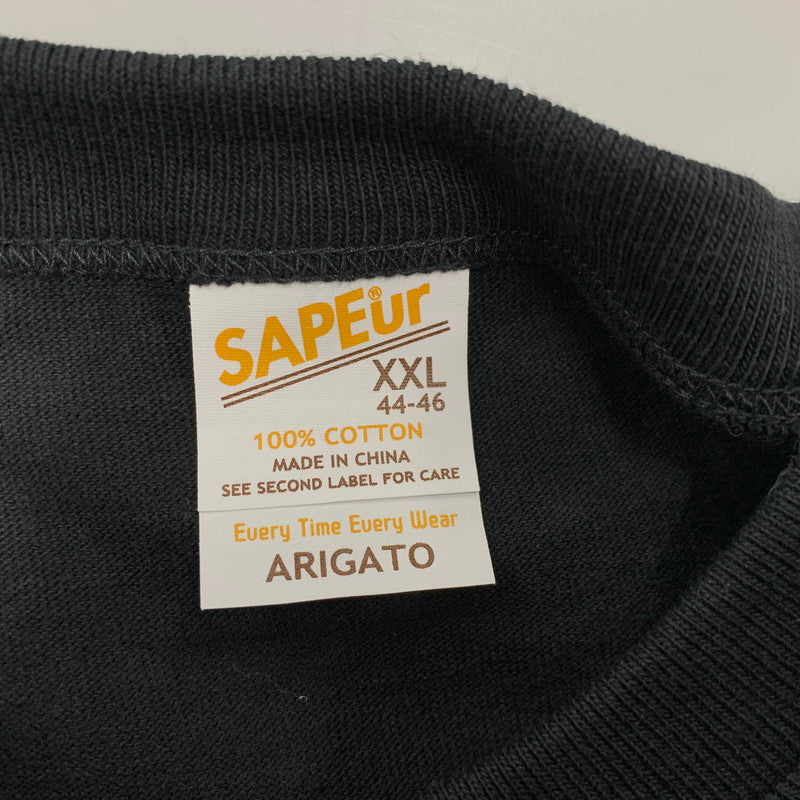 SAPEur®
XXL
44-46
100% COTTON
MADE IN CHINA
SEE SECOND LABEL FOR CARE
Every Time Every Wear
ARIGATO